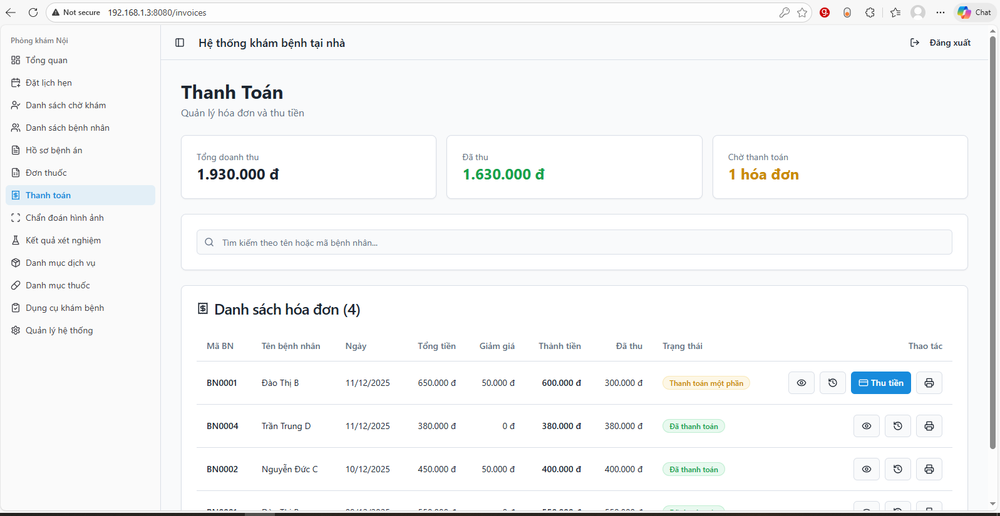 Not secure 192.168.1.3:8080/invoices
g.
Chat
Phòng khám Nội
Tổng quan
Đặt lịch hẹn
Danh sách chờ khám
Danh sách bệnh nhân
Hồ sơ bệnh án
Đơn thuốc
Thanh toán
Chẩn đoán hình ảnh
Kết quả xét nghiệm
Danh mục dịch vụ
Danh mục thuốc
Dụng cụ khám bệnh
Quản lý hệ thống
Hệ thống khám bệnh tại nhà
Đăng xuất
Thanh Toán
Quản lý hóa đơn và thu tiền
Tổng doanh thu
1.930.000 đ
Đã thu
1.630.000 đ
Chờ thanh toán
1 hóa đơn
Tìm kiếm theo tên hoặc mã bệnh nhân...
Danh sách hóa đơn (4)
Mã BN Tên bệnh nhân Ngày Tổng tiền Giảm giá Thành tiền Đã thu Trạng thái Thao tác
BN0001 Đào Thị B 11/12/2025 650.000 đ 50.000 đ 600.000 đ 300.000 đ Thanh toán một phần Thu tiền
BN0004 Trần Trung D 11/12/2025 380.000 đ 0 đ 380.000 đ 380.000 đ Đã thanh toán
BN0002 Nguyễn Đức C 10/12/2025 450.000 đ 50.000 đ 400.000 đ 400.000 đ Đã thanh toán